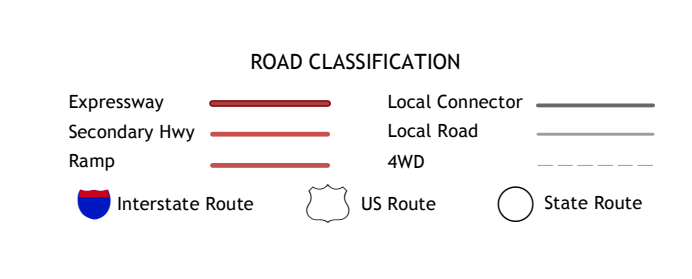 ROAD CLASSIFICATION
Expressway
Local Connector
Secondary Hwy
Local Road
Ramp
4WD
Interstate Route
US Route
State Route